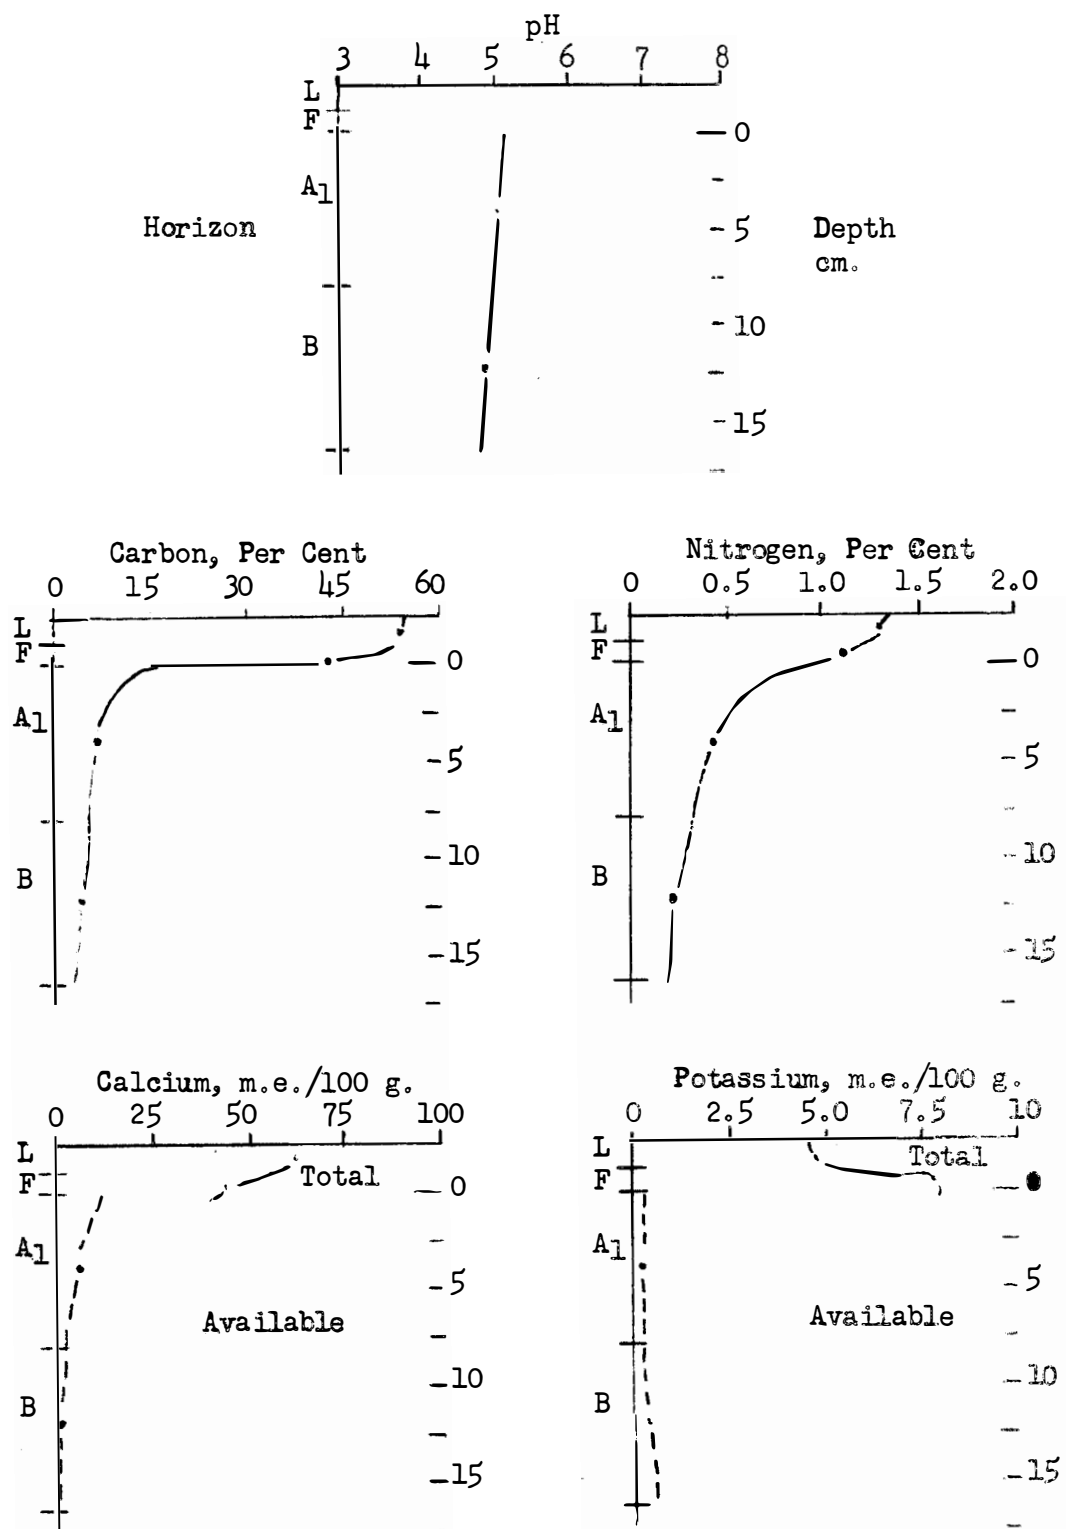 pH
3 4 5 6 7 8
L
F
0
A1
Horizon
5
Depth
cm.
10
B
15
Carbon, Per Cent
0 15 30 45 60
L
F
0
A1
5
10
B
15
Nitrogen, Per Cent
0 0.5 1.0 1.5 2.0
L
F
0
A1
5
10
B
15
Calcium, m.e./100 g.
0 25 50 75 100
L
F
Total
0
A1
5
Available
10
B
15
Potassium, m.e./100 g.
0 2.5 5.0 7.5 10
L
Total
F
A1
5
Available
10
B
15